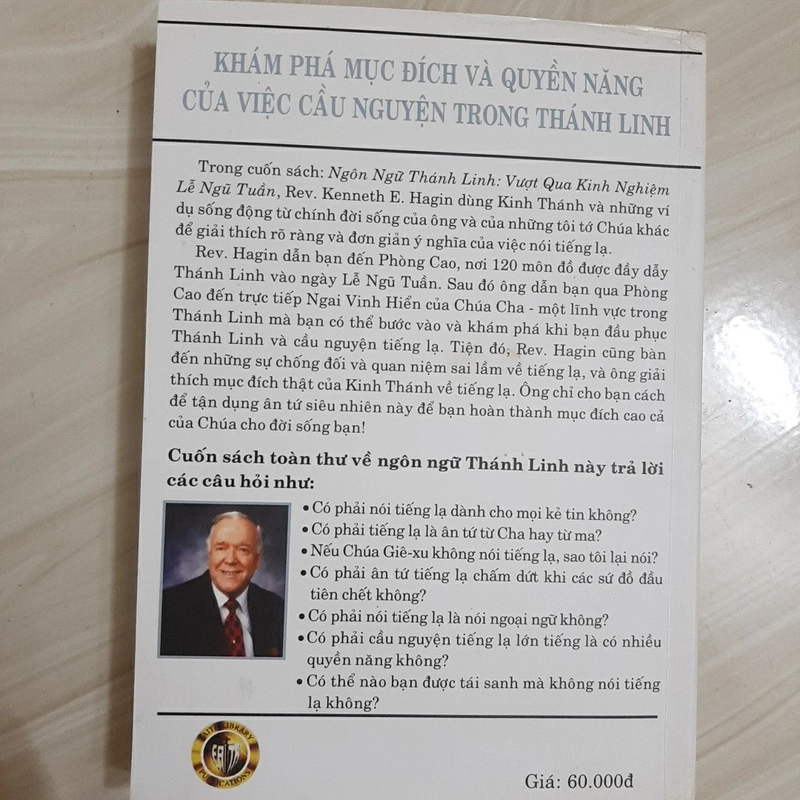 KHÁM PHÁ MỤC ĐÍCH VÀ QUYỀN NĂNG
CỦA VIỆC CẦU NGUYỆN TRONG THÁNH LINH
Trong cuốn sách: Ngôn Ngữ Thánh Linh: Vượt Qua Kinh Nghiệm
Lễ Ngũ Tuần, Rev. Kenneth E. Hagin dùng Kinh Thánh và những ví
dụ sống động từ chính đời sống của ông và của những tôi tớ Chúa khác
để giải thích rõ ràng và đơn giản ý nghĩa của việc nói tiếng lạ.
Rev. Hagin dẫn bạn đến Phòng Cao, nơi 120 môn đồ được đầy dẫy
Thánh Linh vào ngày Lễ Ngũ Tuần. Sau đó ông dẫn bạn qua Phòng
Cao đến trực tiếp Ngai Vinh Hiển của Chúa Cha - một lĩnh vực trong
Thánh Linh mà bạn có thể bước vào và khám phá khi bạn đầu phục
Thánh Linh và cầu nguyện tiếng lạ. Tiện đó, Rev. Hagin cũng bàn
đến những sự chống đối và quan niệm sai lầm về tiếng lạ, và ông giải
thích mục đích thật của Kinh Thánh về tiếng lạ. Ông chỉ cho bạn cách
để tận dụng ân tứ siêu nhiên này để bạn hoàn thành mục đích cao cả
của Chúa cho đời sống bạn!
Cuốn sách toàn thư về ngôn ngữ Thánh Linh này trả lời
các câu hỏi như:
• Có phải nói tiếng lạ dành cho mọi kẻ tin không?
• Có phải tiếng lạ là ân tứ từ Cha hay từ ma?
• Nếu Chúa Giê-xu không nói tiếng lạ, sao tôi lại nói?
• Có phải ân tứ tiếng lạ chấm dứt khi các sứ đồ đầu
tiên chết không?
• Có phải nói tiếng lạ là nói ngoại ngữ không?
• Có phải cầu nguyện tiếng lạ lớn tiếng là có nhiều
quyền năng không?
• Có thể nào bạn được tái sanh mà không nói tiếng
lạ không?
FAITH LIBRARY
FAITH
PUBLICATIONS
Giá: 60.000đ